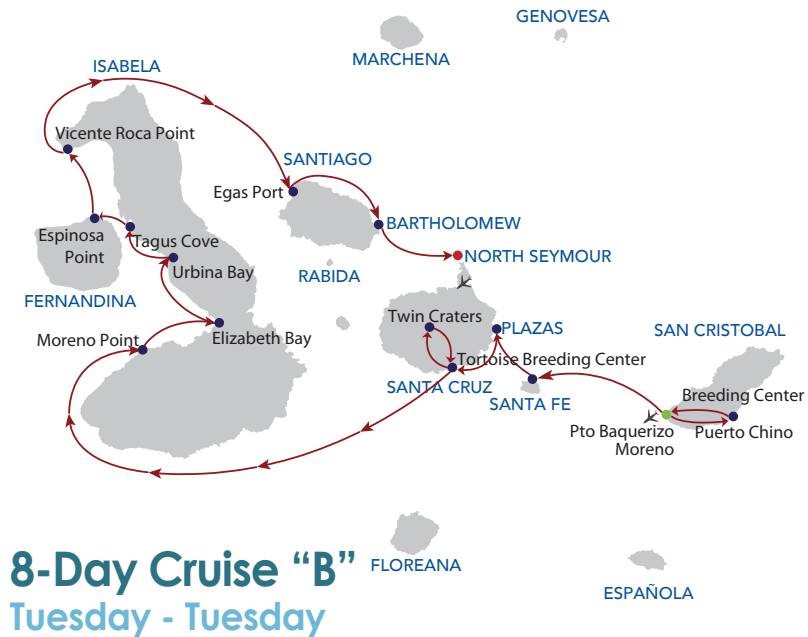 GENOVESA
MARCHENA
ISABELA
Vicente Roca Point
SANTIAGO
Egas Port
BARTHOLOMEW
Espinosa
Point
Tagus Cove
NORTH SEYMOUR
Urbina Bay
RABIDA
FERNANDINA
Twin Craters
PLAZAS
SAN CRISTOBAL
Moreno Point
Elizabeth Bay
Tortoise Breeding Center
SANTA CRUZ
SANTA FE
Breeding Center
Pto Baquerizo
Moreno
Puerto Chino
8-Day Cruise “B”
Tuesday - Tuesday
FLOREANA
ESPAÑOLA